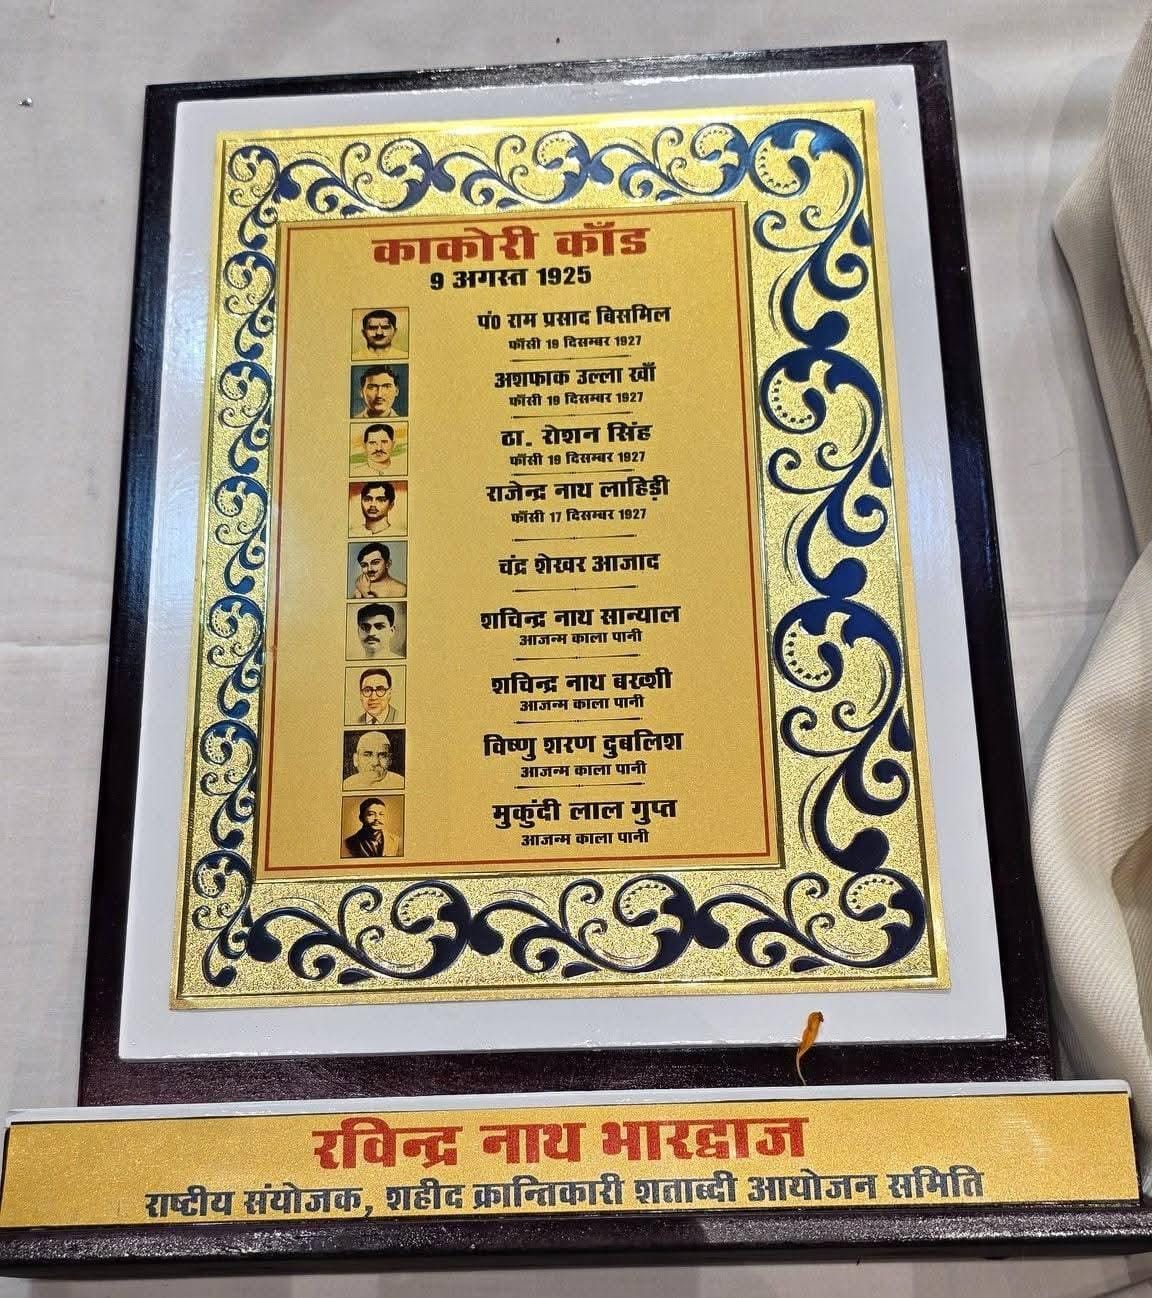 काकोरी कॉंड
9 अगस्त 1925
पं0 राम प्रसाद बिसमिल
फॉंसी 19 दिसम्बर 1927
अशफाक उल्ला खॉं
फॉंसी 19 दिसम्बर 1927
ठा. रोशन सिंह
फॉंसी 19 दिसम्बर 1927
राजेन्द्र नाथ लाहिड़ी
फॉंसी 17 दिसम्बर 1927
चंद्र शेखर आजाद
शचिन्द्र नाथ सान्याल
आजन्म काला पानी
शचिन्द्र नाथ बख्शी
आजन्म काला पानी
विष्णु शरण दुबलिश
आजन्म काला पानी
मुकुंदी लाल गुप्त
आजन्म काला पानी
रविन्द्र नाथ भारद्वाज
राष्टीय संयोजक, शहीद क्रान्तिकारी शताब्दी आयोजन समिति